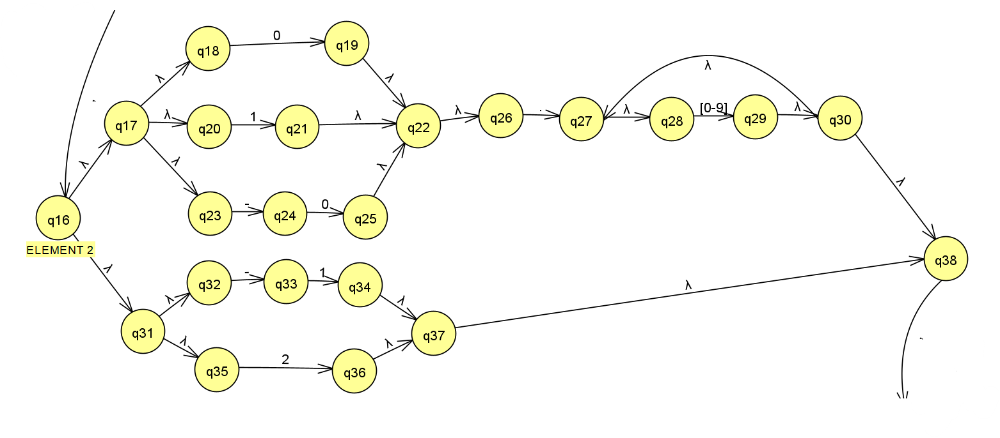 0
q18
q19
λ
λ
λ
,
[0-9]
λ
1
λ
λ
.
λ
λ
q17
q20
q21
q22
q26
q27
q28
q29
q30
λ
λ
λ
λ
-
0
q16
q23
q24
q25
ELEMENT 2
q38
λ
-
1
q32
q33
q34
λ
λ
λ
q31
q37
λ
λ
,
2
q35
q36